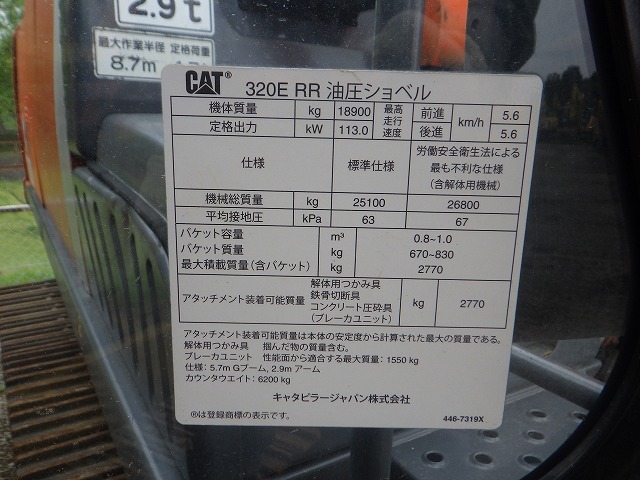 2.9t
最大作業半径 定格荷重
8.7m
CAT® 320E RR 油圧ショベル
機体質量 kg 18900 最高走行速度 前進 km/h 5.6
定格出力 kW 113.0 後進 5.6
仕様 標準仕様 労働安全衛生法による
最も不利な仕様
(含解体用機械)
機械総質量 kg 25100 26800
平均接地圧 kPa 63 67
バケット容量 m³ 0.8~1.0
バケット質量 kg 670~830
最大積載質量(含バケット) kg 2770
アタッチメント装着可能質量 解体用つかみ具 kg 2770
鉄骨切断具
コンクリート圧砕具
(ブレーカユニット)
アタッチメント装着可能質量は本体の安定度から計算された最大の質量である。
解体用つかみ具 掴んだ物の質量含む。
ブレーカユニット 性能面から適合する最大質量: 1550 kg
仕様: 5.7m Gブーム, 2.9m アーム
カウンタウエイト: 6200 kg
キャタピラージャパン株式会社
®は登録商標の表示です。
446-7319X